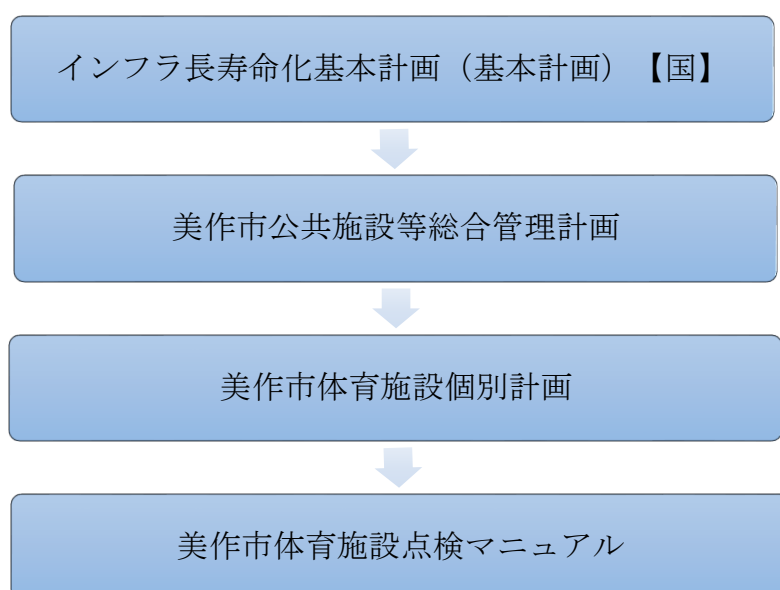 インフラ長寿命化基本計画（基本計画）【国】
美作市公共施設等総合管理計画
美作市体育施設個別計画
美作市体育施設点検マニュアル